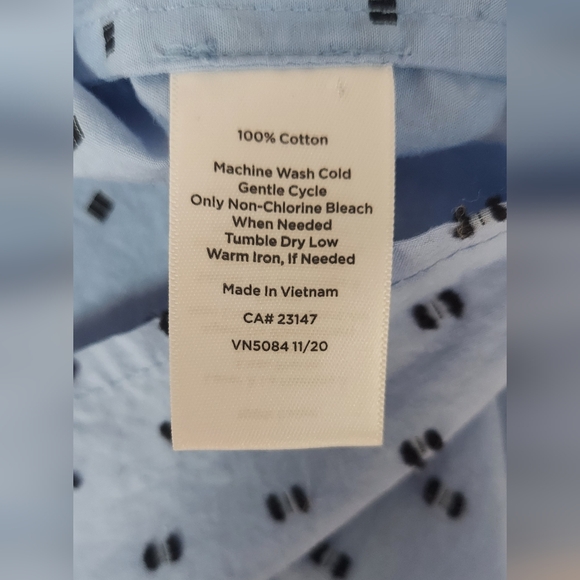 100% Cotton
Machine Wash Cold
Gentle Cycle
Only Non-Chlorine Bleach
When Needed
Tumble Dry Low
Warm Iron, If Needed
Made In Vietnam
CA# 23147
VN5084 11/20